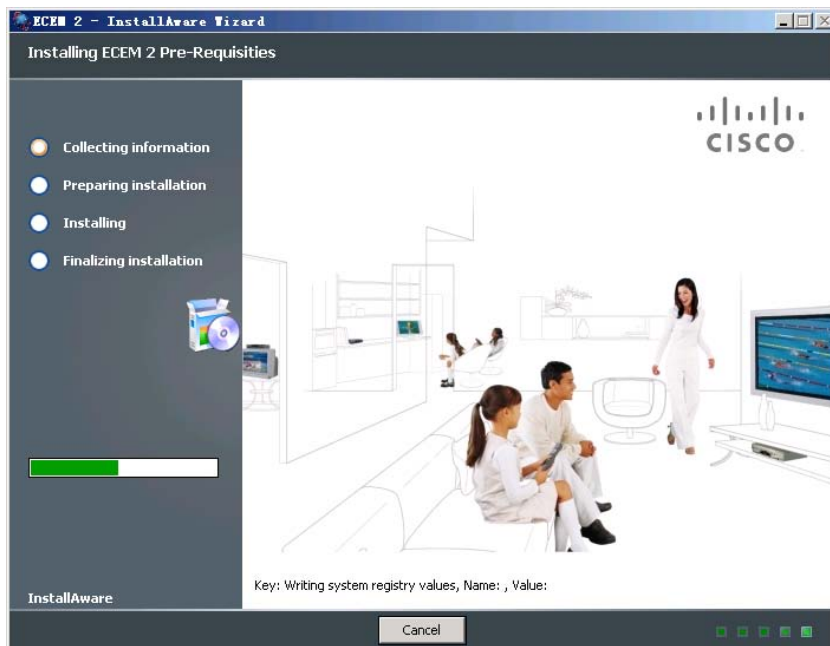 ECEM 2 - InstallAware Wizard
Installing ECEM 2 Pre-Requisities
CISCO
Collecting information
Preparing installation
Installing
Finalizing installation
Key: Writing system registry values, Name: , Value:
InstallAware
Cancel